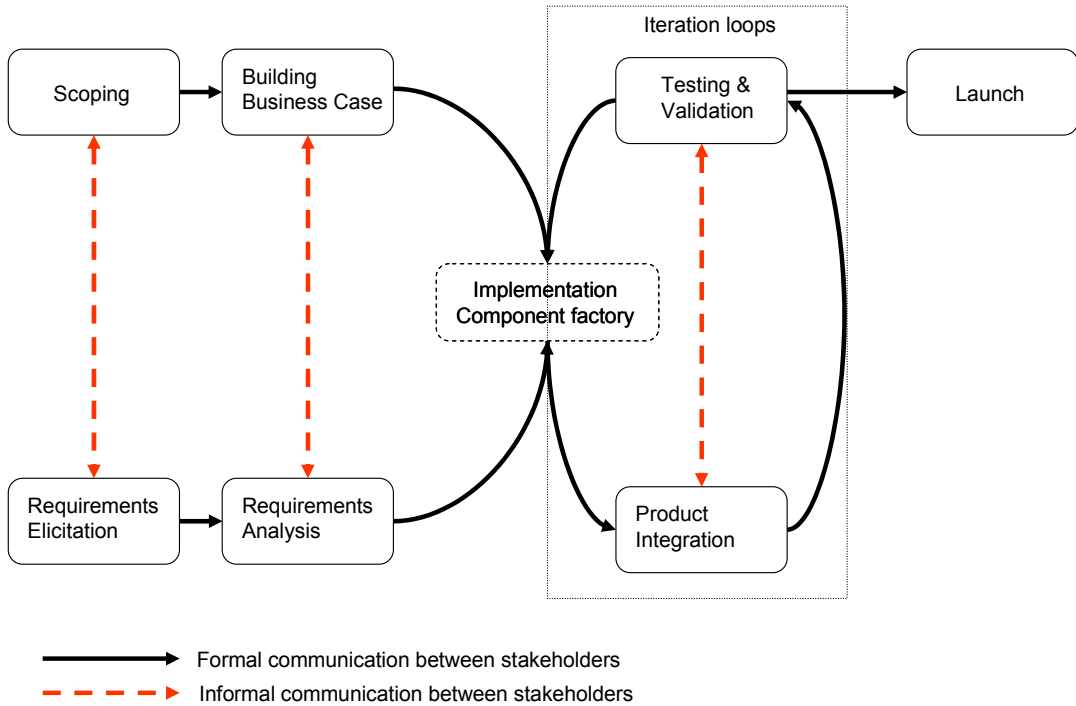 Iteration loops
Scoping
Building
Business Case
Testing &
Validation
Launch
Implementation
Component factory
Requirements
Elicitation
Requirements
Analysis
Product
Integration
Formal communication between stakeholders
Informal communication between stakeholders